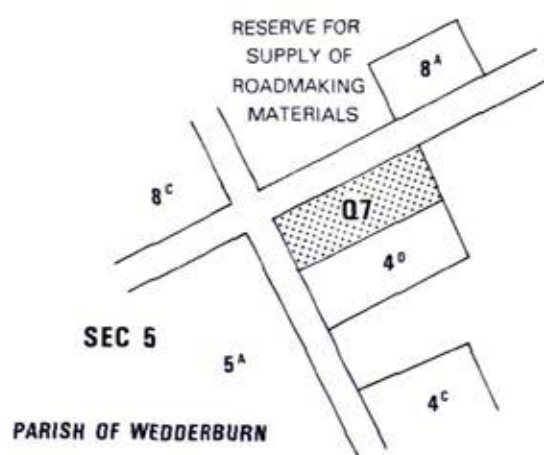 RESERVE FOR
SUPPLY OF
ROADMAKING
MATERIALS
8A
8C
Q7
4D
SEC 5
5A
4C
PARISH OF WEDDERBURN